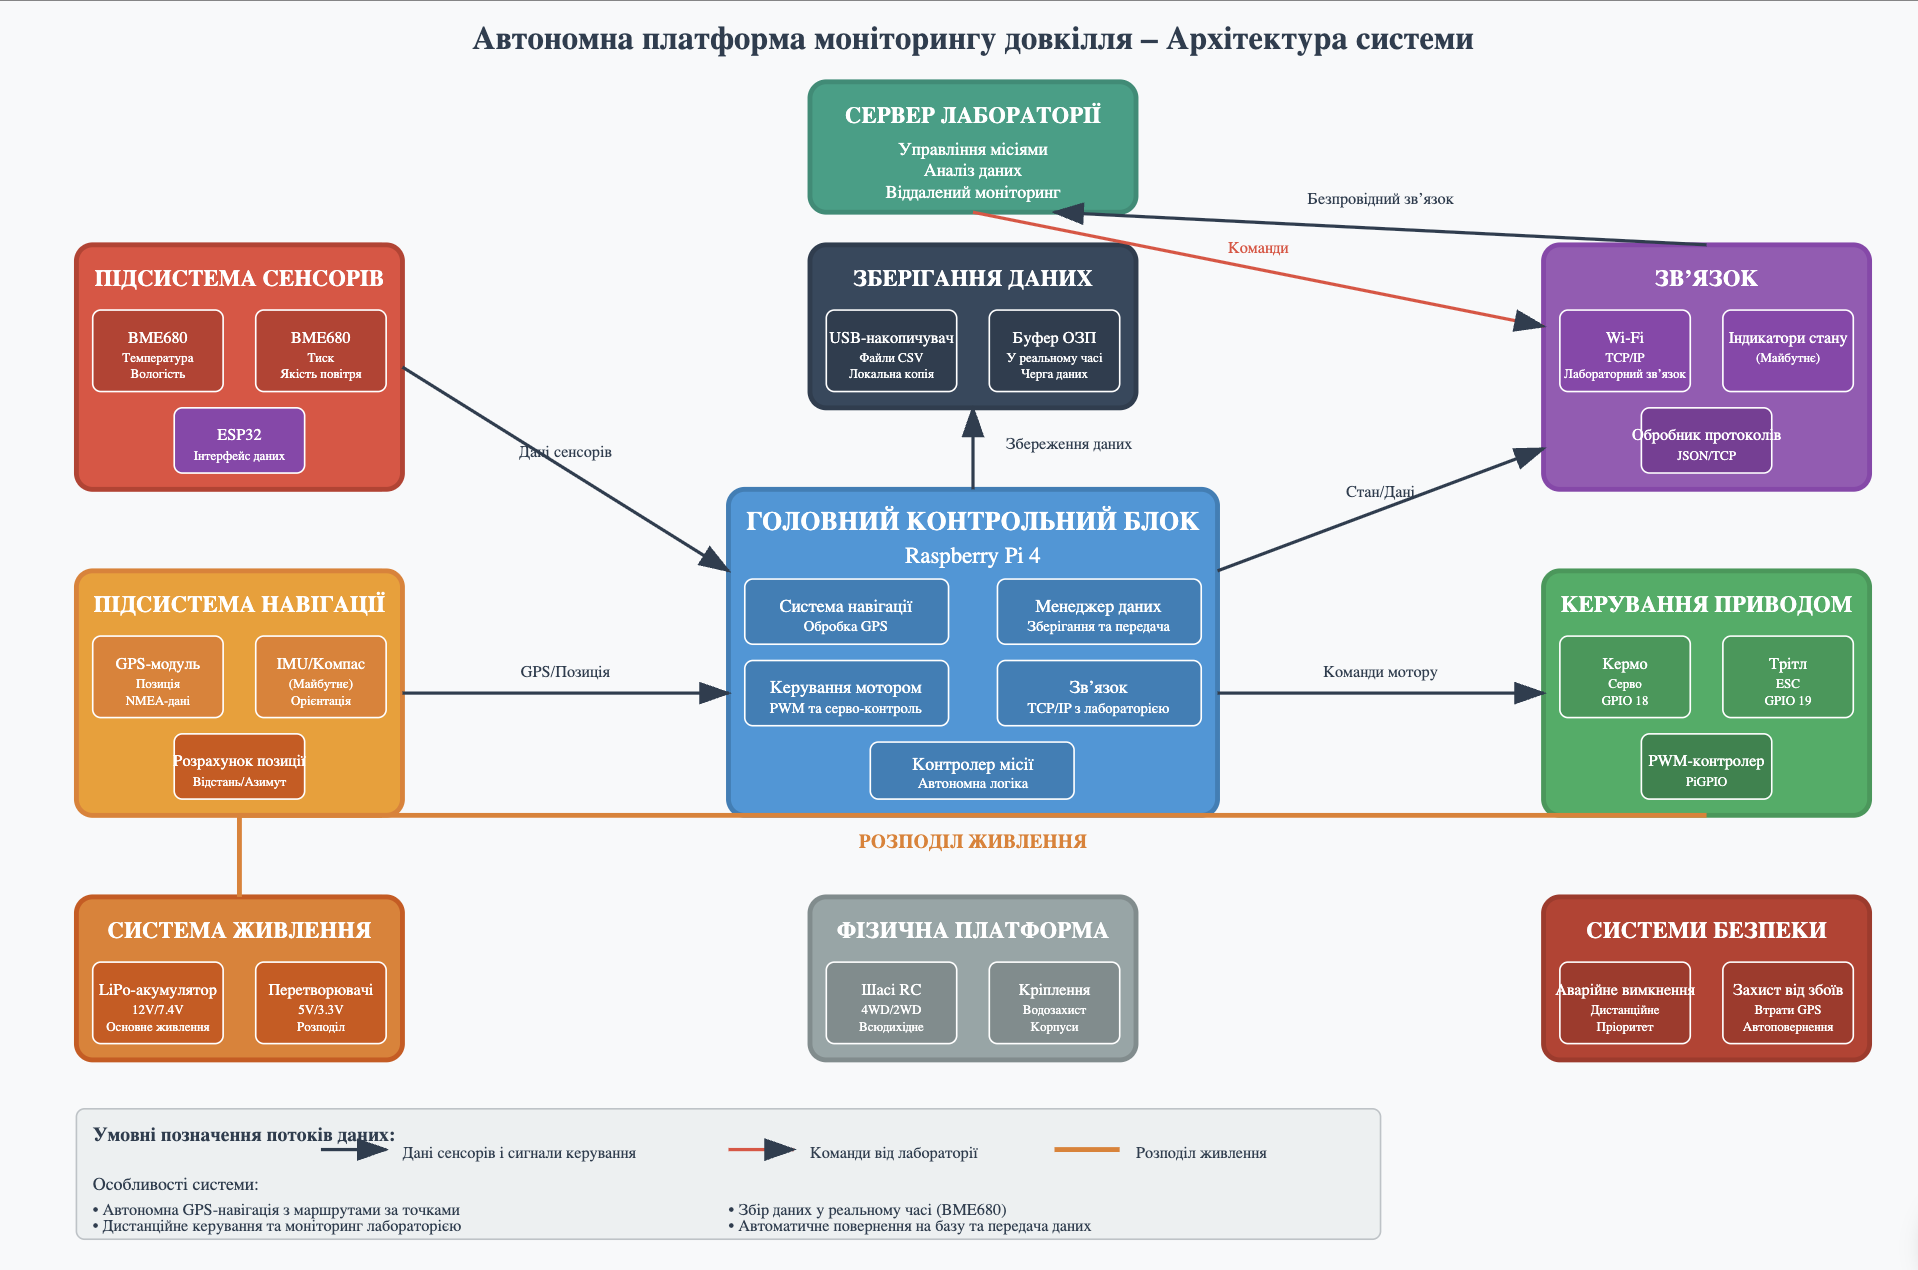 Автономна платформа моніторингу довкілля – Архітектура системи
СЕРВЕР ЛАБОРАТОРІЇ
Управління місіями
Аналіз даних
Віддалений моніторинг
Безпровідний зв’язок
Команди
ПІДСИСТЕМА СЕНСОРІВ
BME680
Температура
Вологість
BME680
Тиск
Якість повітря
ESP32
Інтерфейс даних
Дані сенсорів
ЗБЕРІГАННЯ ДАНИХ
USB-накопичувач
Файли CSV
Локальна копія
Буфер ОЗП
У реальному часі
Черга даних
Збереження даних
ЗВ’ЯЗОК
Wi-Fi
TCP/IP
Лабораторний зв’язок
Індикатори стану
(Майбутнє)
Обробник протоколів
JSON/TCP
Стан/Дані
ГОЛОВНИЙ КОНТРОЛЬНИЙ БЛОК
Raspberry Pi 4
Система навігації
Обробка GPS
Менеджер даних
Зберігання та передача
Керування мотором
PWM та серво-контроль
Зв’язок
TCP/IP з лабораторією
Контролер місії
Автономна логіка
ПІДСИСТЕМА НАВІГАЦІЇ
GPS-модуль
Позиція
NMEA-дані
IMU/Компас
(Майбутнє)
Орієнтація
Розрахунок позиції
Відстань/Азимут
GPS/Позиція
Команди мотору
КЕРУВАННЯ ПРИВОДОМ
Кермо
Серво
GPIO 18
Трітл
ESC
GPIO 19
PWM-контролер
PiGPIO
РОЗПОДІЛ ЖИВЛЕННЯ
СИСТЕМА ЖИВЛЕННЯ
LiPo-акумулятор
12V/7.4V
Основне живлення
Перетворювачі
5V/3.3V
Розподіл
ФІЗИЧНА ПЛАТФОРМА
Шасі RC
4WD/2WD
Всюдихідне
Кріплення
Водозахист
Корпуси
СИСТЕМИ БЕЗПЕКИ
Аварійне вимкнення
Дистанційне
Пріоритет
Захист від збоїв
Втрати GPS
Автоповернення
Умовні позначення потоків даних:
Дані сенсорів і сигнали керування
Команди від лабораторії
Розподіл живлення
Особливості системи:
• Автономна GPS-навігація з маршрутами за точками
• Дистанційне керування та моніторинг лабораторією
• Збір даних у реальному часі (BME680)
• Автоматичне повернення на базу та передача даних